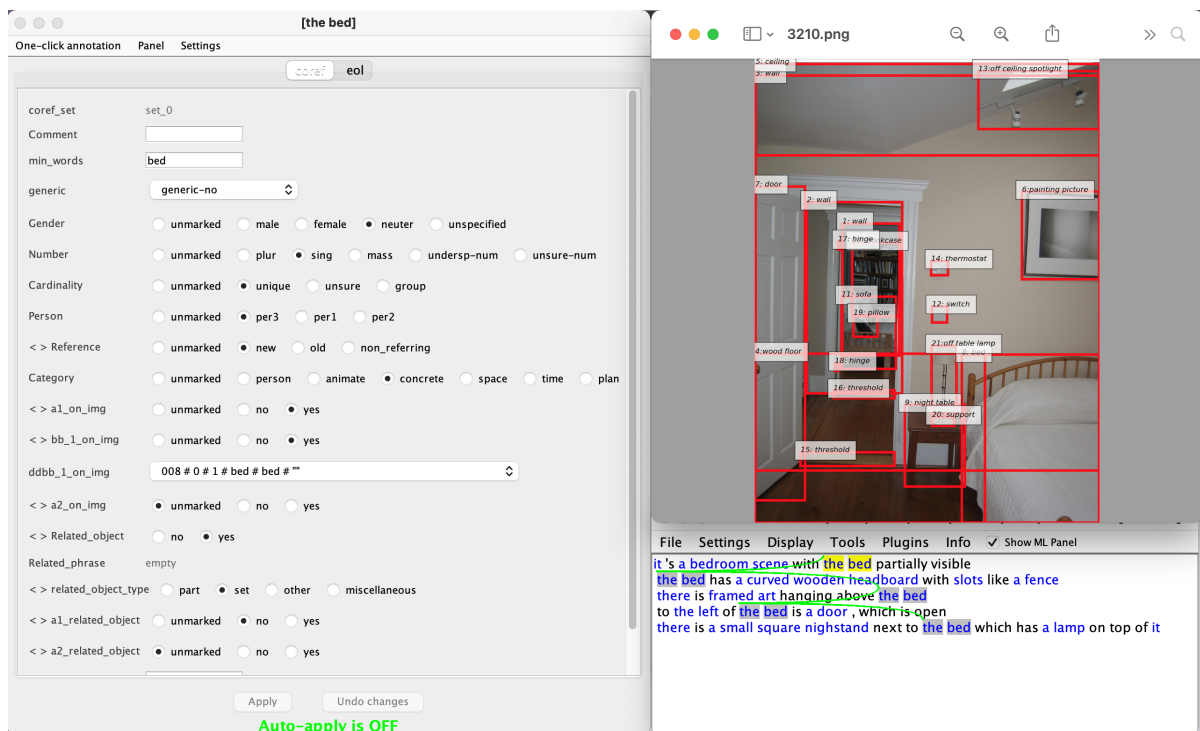 [the bed]
One-click annotation Panel Settings
coref eol
coref_set set_0
Comment
min_words bed
generic generic-no
Gender unmarked male female neuter unspecified
Number unmarked plur sing mass undersp-num unsure-num
Cardinality unmarked unique unsure group
Person unmarked per3 per1 per2
< > Reference unmarked new old non_referring
Category unmarked person animate concrete space time plan
< > a1_on_img unmarked no yes
< > bb_1_on_img unmarked no yes
ddbb_1_on_img 008 # 0 # 1 # bed # bed # ""
< > a2_on_img unmarked no yes
< > Related_object no yes
Related_phrase empty
< > related_object_type part set other miscellaneous
< > a1_related_object unmarked no yes
< > a2_related_object unmarked no yes
Apply Undo changes
Auto-apply is OFF
3210.png
5: ceiling
3: wall
13:off ceiling spotlight
7: door
2: wall
6:painting picture
1: wall
17: hinge
kcase
14: thermostat
11: sofa
12: switch
19: pillow
21:off table lamp
4:wood floor
8: bed
18: hinge
16: threshold
9: night table
20: support
15: threshold
File Settings Display Tools Plugins Info Show ML Panel
it 's a bedroom scene with the bed partially visible
the bed has a curved wooden headboard with slots like a fence
there is framed art hanging above the bed
to the left of the bed is a door , which is open
there is a small square nighstand next to the bed which has a lamp on top of it